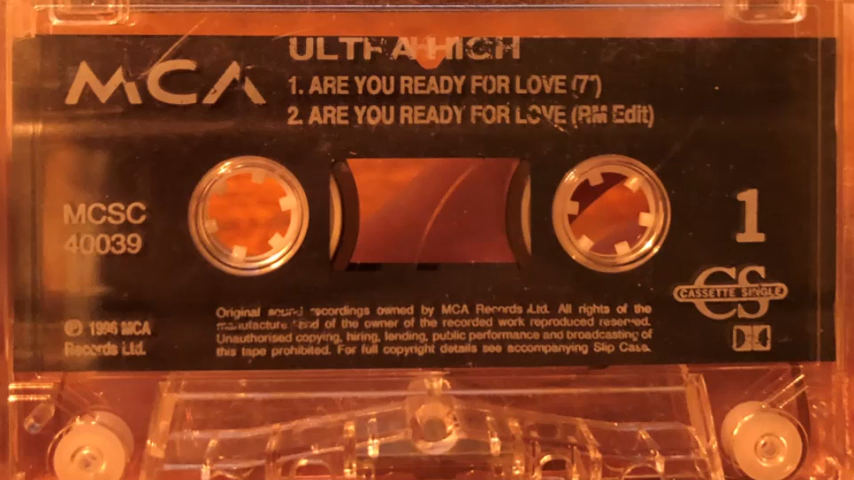 ULTRA HIGH
MCA
1. ARE YOU READY FOR LOVE (7")
2. ARE YOU READY FOR LOVE (RM Edit)
MCSC
40039
1
CS
CASSETTE SINGLE
℗ 1996 MCA
Records Ltd.
Original sound recordings owned by MCA Records Ltd. All rights of the
manufacturer and of the owner of the recorded work reproduced reserved.
Unauthorised copying, hiring, lending, public performance and broadcasting of
this tape prohibited. For full copyright details see accompanying Slip Case.